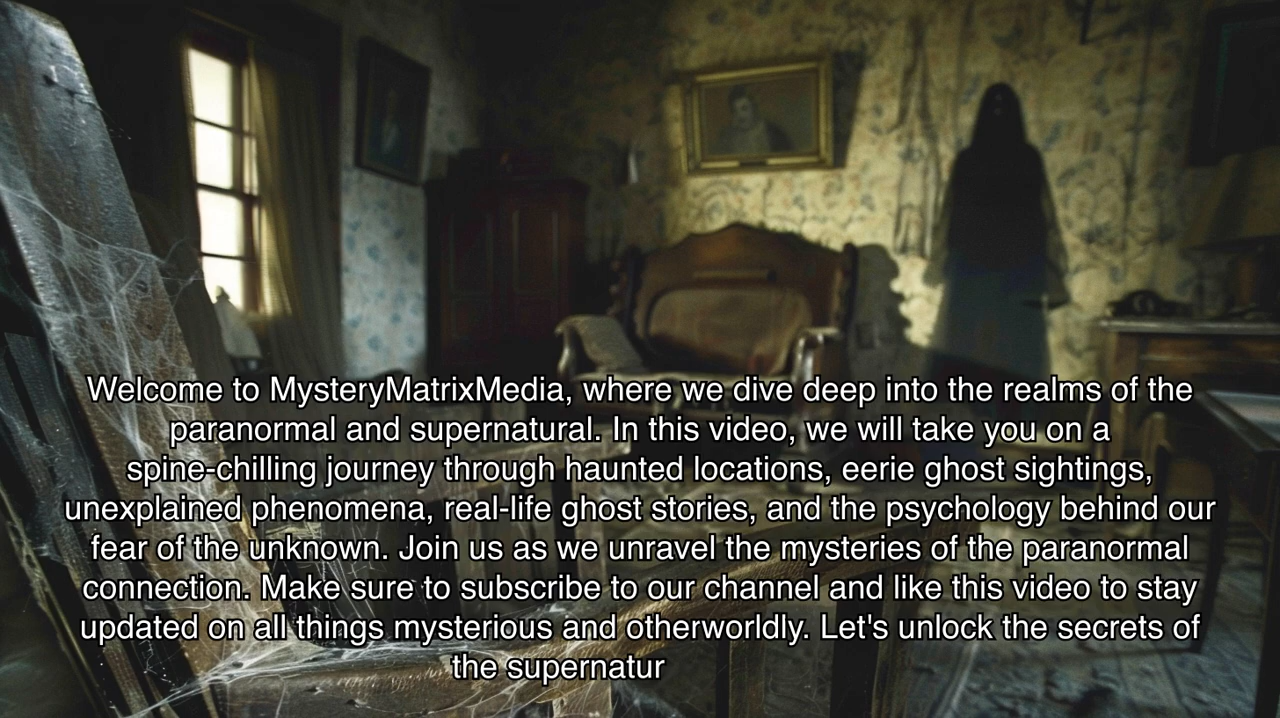 Welcome to MysteryMatrixMedia, where we dive deep into the realms of the
paranormal and supernatural. In this video, we will take you on a
spine-chilling journey through haunted locations, eerie ghost sightings,
unexplained phenomena, real-life ghost stories, and the psychology behind our
fear of the unknown. Join us as we unravel the mysteries of the paranormal
connection. Make sure to subscribe to our channel and like this video to stay
updated on all things mysterious and otherworldly. Let's unlock the secrets of
the supernatur